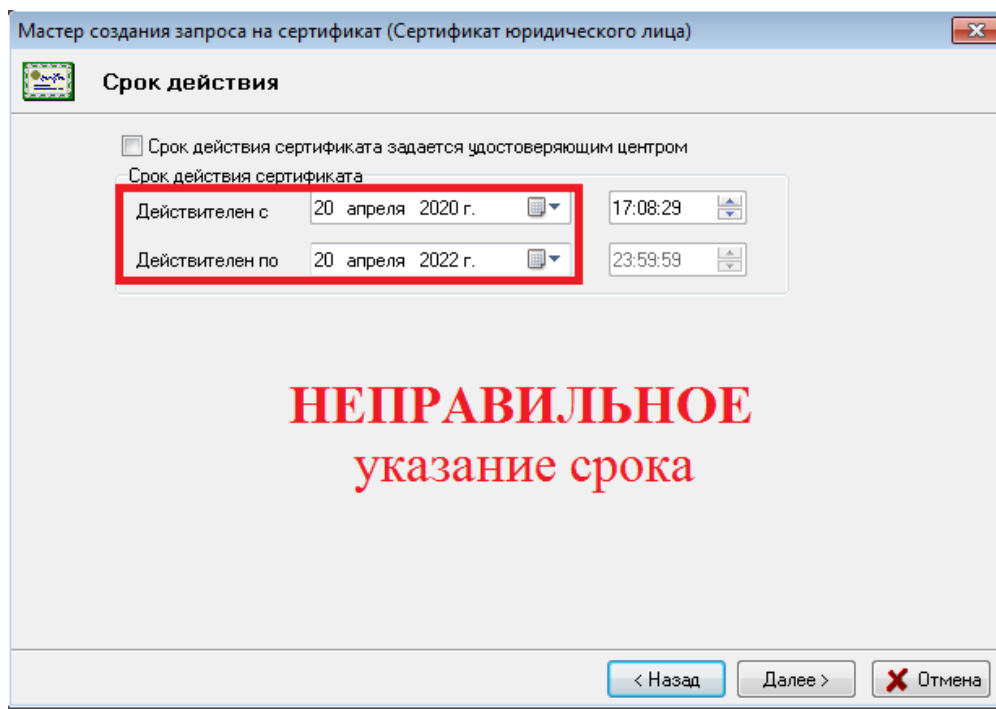 Мастер создания запроса на сертификат (Сертификат юридического лица)
Срок действия
Срок действия сертификата задается удостоверяющим центром
Срок действия сертификата
Действителен с 20 апреля 2020 г. 17:08:29
Действителен по 20 апреля 2022 г. 23:59:59
НЕПРАВИЛЬНОЕ
указание срока
< Назад Далее > Отмена